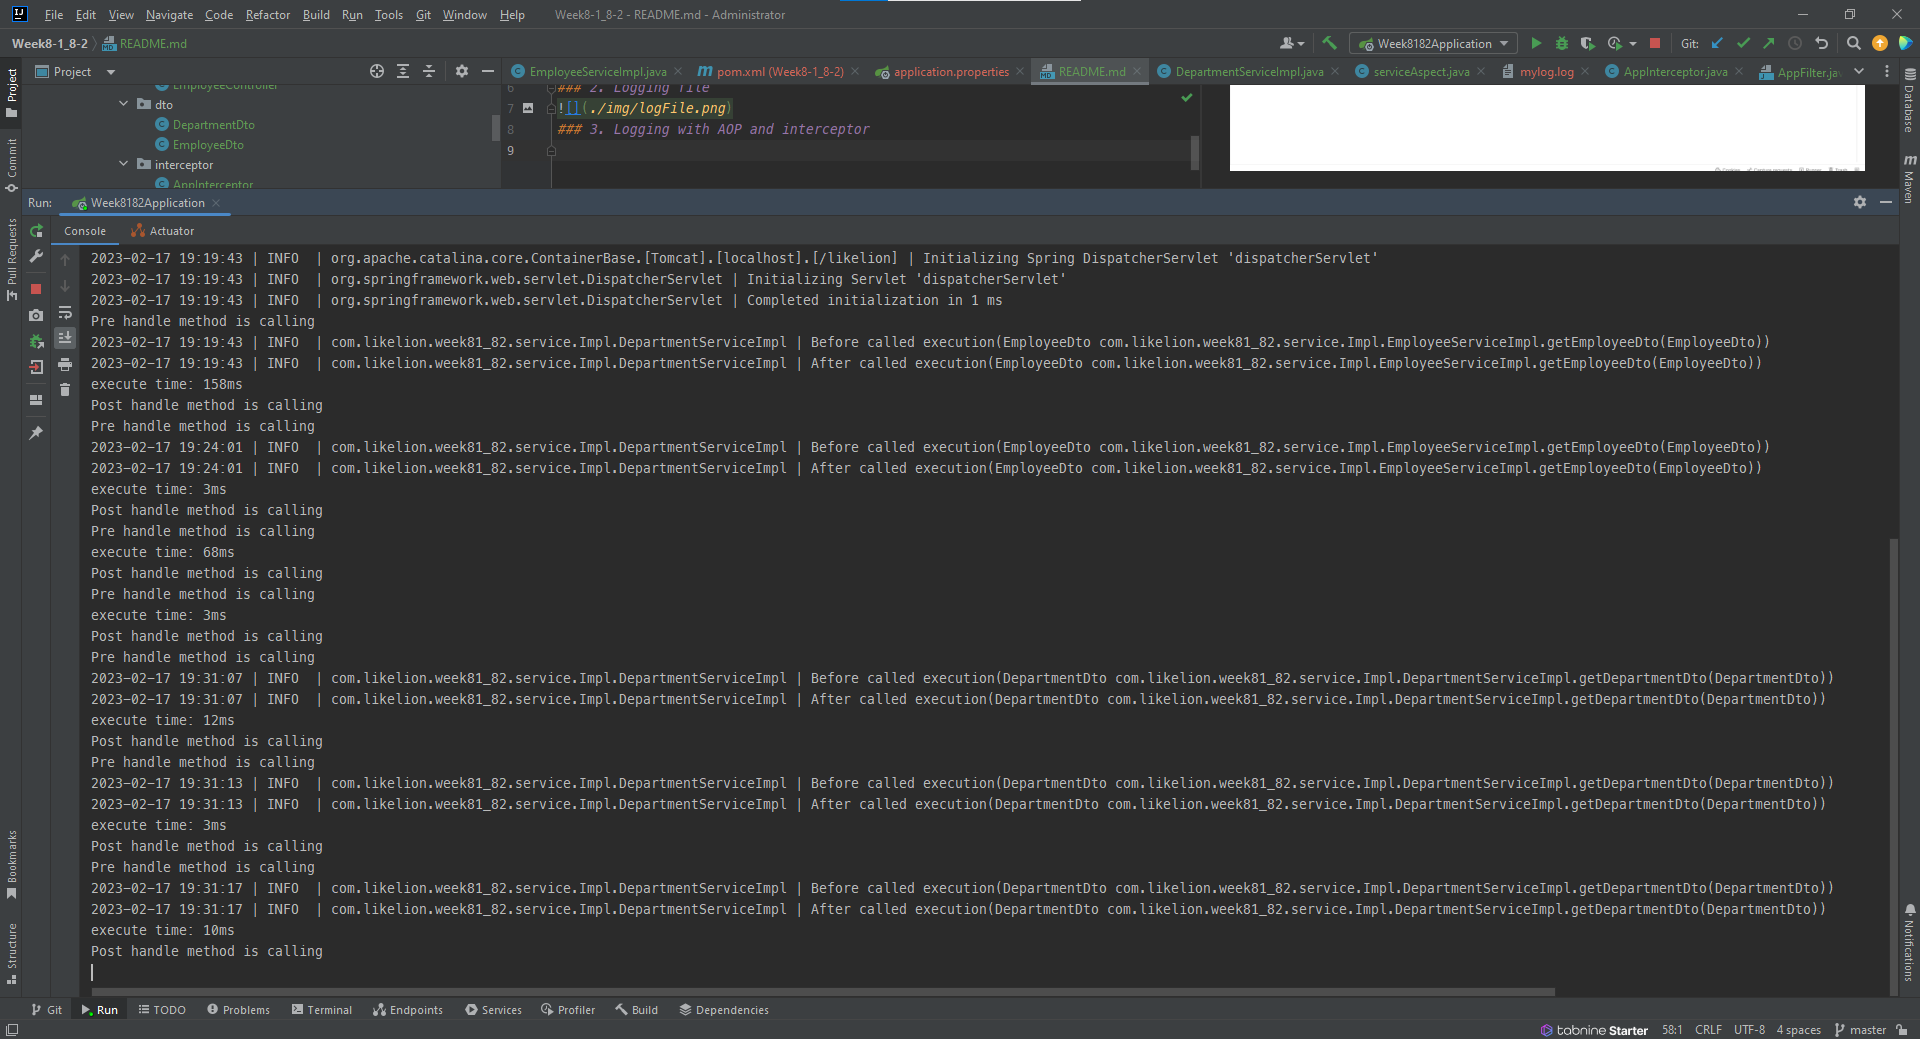 File Edit View Navigate Code Refactor Build Run Tools Git Window Help Week8-1_8-2 - README.md - Administrator
Week8-1_8-2 README.md Week8182Application Git:
Project EmployeeServiceImpl.java pom.xml (Week8-1_8-2) application.properties README.md DepartmentServiceImpl.java serviceAspect.java mylog.log AppInterceptor.java AppFilter.jav
EmployeeController
dto
DepartmentDto
EmployeeDto
interceptor
AppInterceptor
6 ### 2. Logging file
7 ![](./img/logFile.png)
8 ### 3. Logging with AOP and interceptor
9
Project
Commit
Pull Requests
Bookmarks
Structure
Database
Maven
Notifications
Run: Week8182Application
Console Actuator
2023-02-17 19:19:43 | INFO  | org.apache.catalina.core.ContainerBase.[Tomcat].[localhost].[/likelion] | Initializing Spring DispatcherServlet 'dispatcherServlet'
2023-02-17 19:19:43 | INFO  | org.springframework.web.servlet.DispatcherServlet | Initializing Servlet 'dispatcherServlet'
2023-02-17 19:19:43 | INFO  | org.springframework.web.servlet.DispatcherServlet | Completed initialization in 1 ms
Pre handle method is calling
2023-02-17 19:19:43 | INFO  | com.likelion.week81_82.service.Impl.DepartmentServiceImpl | Before called execution(EmployeeDto com.likelion.week81_82.service.Impl.EmployeeServiceImpl.getEmployeeDto(EmployeeDto))
2023-02-17 19:19:43 | INFO  | com.likelion.week81_82.service.Impl.DepartmentServiceImpl | After called execution(EmployeeDto com.likelion.week81_82.service.Impl.EmployeeServiceImpl.getEmployeeDto(EmployeeDto))
execute time: 158ms
Post handle method is calling
Pre handle method is calling
2023-02-17 19:24:01 | INFO  | com.likelion.week81_82.service.Impl.DepartmentServiceImpl | Before called execution(EmployeeDto com.likelion.week81_82.service.Impl.EmployeeServiceImpl.getEmployeeDto(EmployeeDto))
2023-02-17 19:24:01 | INFO  | com.likelion.week81_82.service.Impl.DepartmentServiceImpl | After called execution(EmployeeDto com.likelion.week81_82.service.Impl.EmployeeServiceImpl.getEmployeeDto(EmployeeDto))
execute time: 3ms
Post handle method is calling
Pre handle method is calling
execute time: 68ms
Post handle method is calling
Pre handle method is calling
execute time: 3ms
Post handle method is calling
Pre handle method is calling
2023-02-17 19:31:07 | INFO  | com.likelion.week81_82.service.Impl.DepartmentServiceImpl | Before called execution(DepartmentDto com.likelion.week81_82.service.Impl.DepartmentServiceImpl.getDepartmentDto(DepartmentDto))
2023-02-17 19:31:07 | INFO  | com.likelion.week81_82.service.Impl.DepartmentServiceImpl | After called execution(DepartmentDto com.likelion.week81_82.service.Impl.DepartmentServiceImpl.getDepartmentDto(DepartmentDto))
execute time: 12ms
Post handle method is calling
Pre handle method is calling
2023-02-17 19:31:13 | INFO  | com.likelion.week81_82.service.Impl.DepartmentServiceImpl | Before called execution(DepartmentDto com.likelion.week81_82.service.Impl.DepartmentServiceImpl.getDepartmentDto(DepartmentDto))
2023-02-17 19:31:13 | INFO  | com.likelion.week81_82.service.Impl.DepartmentServiceImpl | After called execution(DepartmentDto com.likelion.week81_82.service.Impl.DepartmentServiceImpl.getDepartmentDto(DepartmentDto))
execute time: 3ms
Post handle method is calling
Pre handle method is calling
2023-02-17 19:31:17 | INFO  | com.likelion.week81_82.service.Impl.DepartmentServiceImpl | Before called execution(DepartmentDto com.likelion.week81_82.service.Impl.DepartmentServiceImpl.getDepartmentDto(DepartmentDto))
2023-02-17 19:31:17 | INFO  | com.likelion.week81_82.service.Impl.DepartmentServiceImpl | After called execution(DepartmentDto com.likelion.week81_82.service.Impl.DepartmentServiceImpl.getDepartmentDto(DepartmentDto))
execute time: 10ms
Post handle method is calling
Git Run TODO Problems Terminal Endpoints Services Profiler Build Dependencies
tabnine Starter 58:1 CRLF UTF-8 4 spaces master